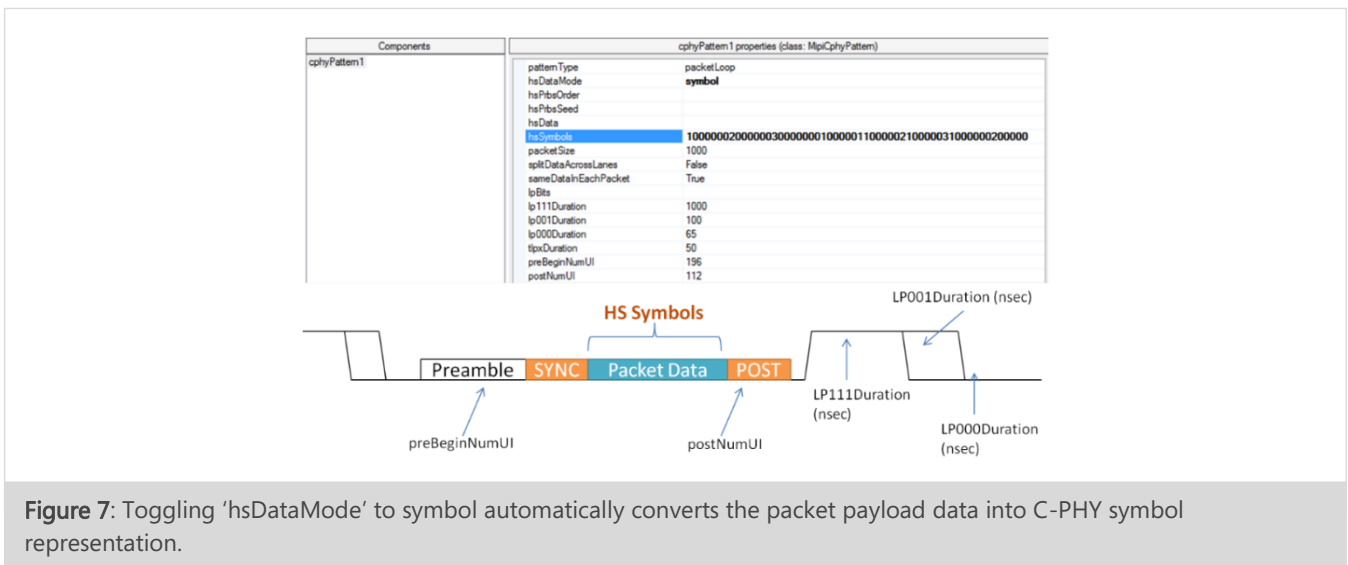 Components
cphyPattern1 properties (class: MipiCphyPattern)
cphyPattern1
patternType packetLoop
hsDataMode symbol
hsPrbsOrder
hsPrbsSeed
hsData
hsSymbols
packetSize 1000
splitDataAcrossLanes False
sameDataInEachPacket True
lpBits
lp111Duration 1000
lp001Duration 100
lp000Duration 65
tlpxDuration 50
preBeginNumUI 196
postNumUI 112
LP001Duration (nsec)
HS Symbols
Preamble SYNC Packet Data POST
LP111Duration
(nsec)
LP000Duration
(nsec)
preBeginNumUI
postNumUI
Figure 7: Toggling ‘hsDataMode’ to symbol automatically converts the packet payload data into C-PHY symbol
representation.